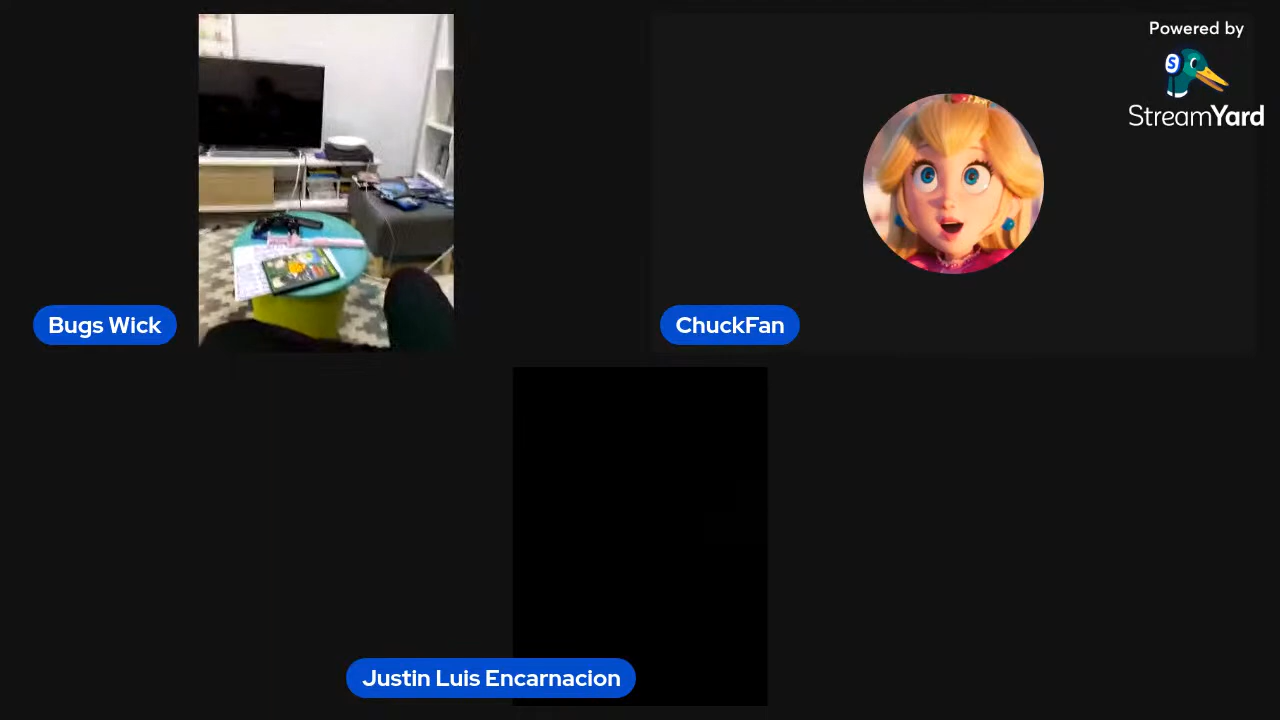 Powered by
S
StreamYard
Bugs Wick
ChuckFan
Justin Luis Encarnacion